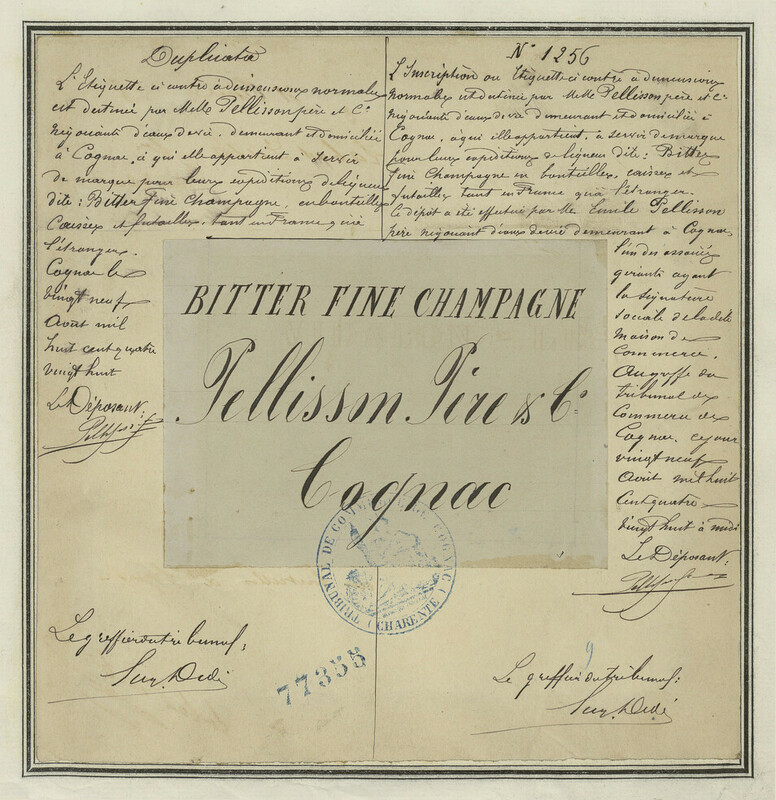 Duplicata
L'Etiquette ci contre à dimensions normales
est destinée par MM. Pellisson père et Cie
négociants d'eaux de vie, demeurant et domiciliés
à Cognac, à qui elle appartient à servir
de marque pour leurs expéditions de liqueur
dite: Bitter Fine Champagne, en bouteilles
Caisses et futailles, tant en France qu'à
l'étranger.
Cognac le
vingt neuf
Août mil
huit cent quatre
vingt huit
Le Déposant:
N° 1256
L'Inscription ou Etiquette ci contre à dimensions
normales est destinée par MM. Pellisson père et Cie
négociants d'eaux de vie demeurant et domiciliés à
Cognac, à qui elle appartient, à servir de marque
pour leurs expéditions de liqueur dite: Bitter
fine Champagne en bouteilles, caisses et
futailles tant en France qu'à l'étranger.
Le dépôt a été effectué par Mr Emile Pellisson
père négociant d'eaux de vie demeurant à Cognac
l'un des associés
gérants ayant
la signature
sociale de la dite
maison de
Commerce.
Au greffe du
Tribunal de
Commerce de
Cognac, ce jour
vingt neuf
Août mil huit
Cent quatre
vingt huit à midi
Le Déposant:
BITTER FINE CHAMPAGNE
Pellisson Père & Cº
Cognac
TRIBUNAL DE COMMERCE DE COGNAC
(CHARENTE)
Le greffier du tribunal:
77355
9
Le greffier du tribunal: